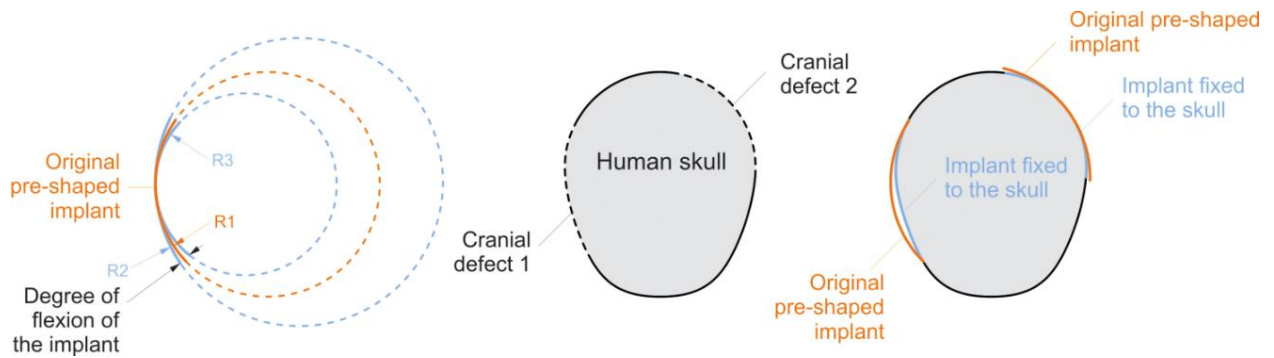 Original
pre-shaped
implant
R3
R1
R2
Degree of
flexion of
the implant
Human skull
Cranial
defect 1
Cranial
defect 2
Original pre-shaped
implant
Implant fixed
to the skull
Implant fixed
to the skull
Original
pre-shaped
implant